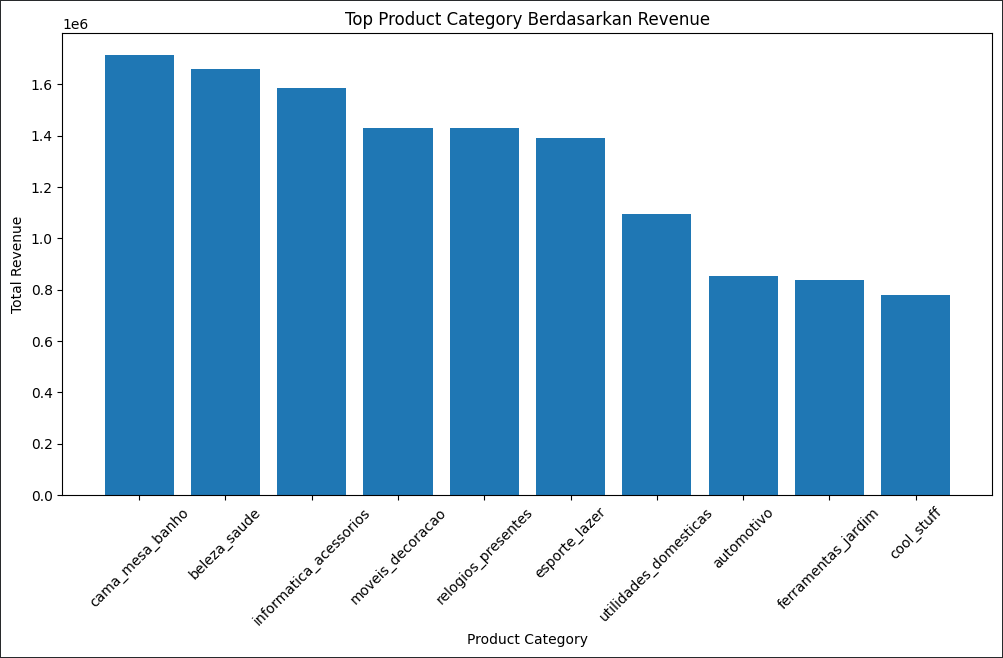 Top Product Category Berdasarkan Revenue
1e6
1.6
1.4
1.2
1.0
0.8
0.6
0.4
0.2
0.0
Total Revenue
cama_mesa_banho
beleza_saude
informatica_acessorios
moveis_decoracao
relogios_presentes
esporte_lazer
utilidades_domesticas
automotivo
ferramentas_jardim
cool_stuff
Product Category